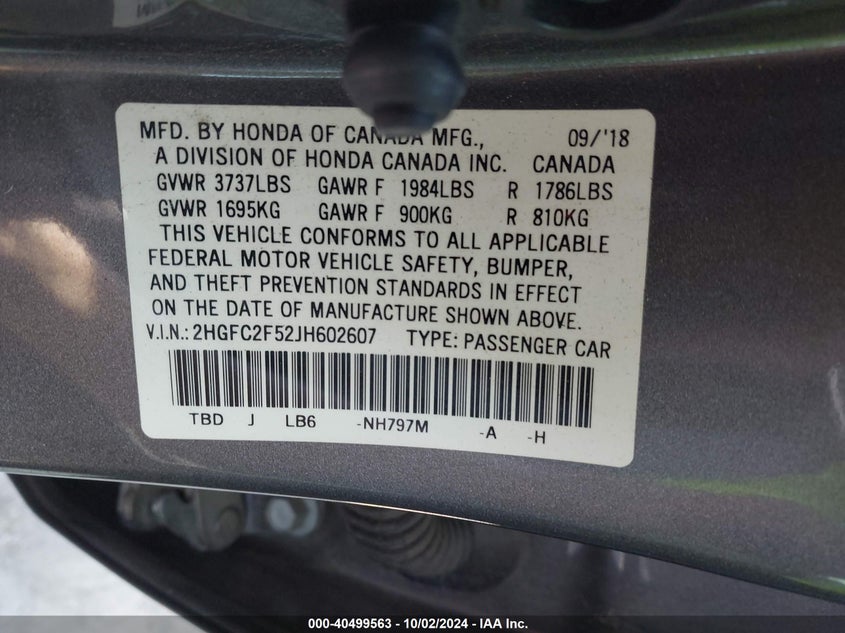 MFD. BY HONDA OF CANADA MFG., 09/'18
A DIVISION OF HONDA CANADA INC. CANADA
GVWR 3737LBS GAWR F 1984LBS R 1786LBS
GVWR 1695KG GAWR F 900KG R 810KG
THIS VEHICLE CONFORMS TO ALL APPLICABLE
FEDERAL MOTOR VEHICLE SAFETY, BUMPER,
AND THEFT PREVENTION STANDARDS IN EFFECT
ON THE DATE OF MANUFACTURE SHOWN ABOVE.
V.I.N.: 2HGFC2F52JH602607 TYPE: PASSENGER CAR
TBD J LB6 -NH797M -A -H
000-40499563 - 10/02/2024 - IAA Inc.